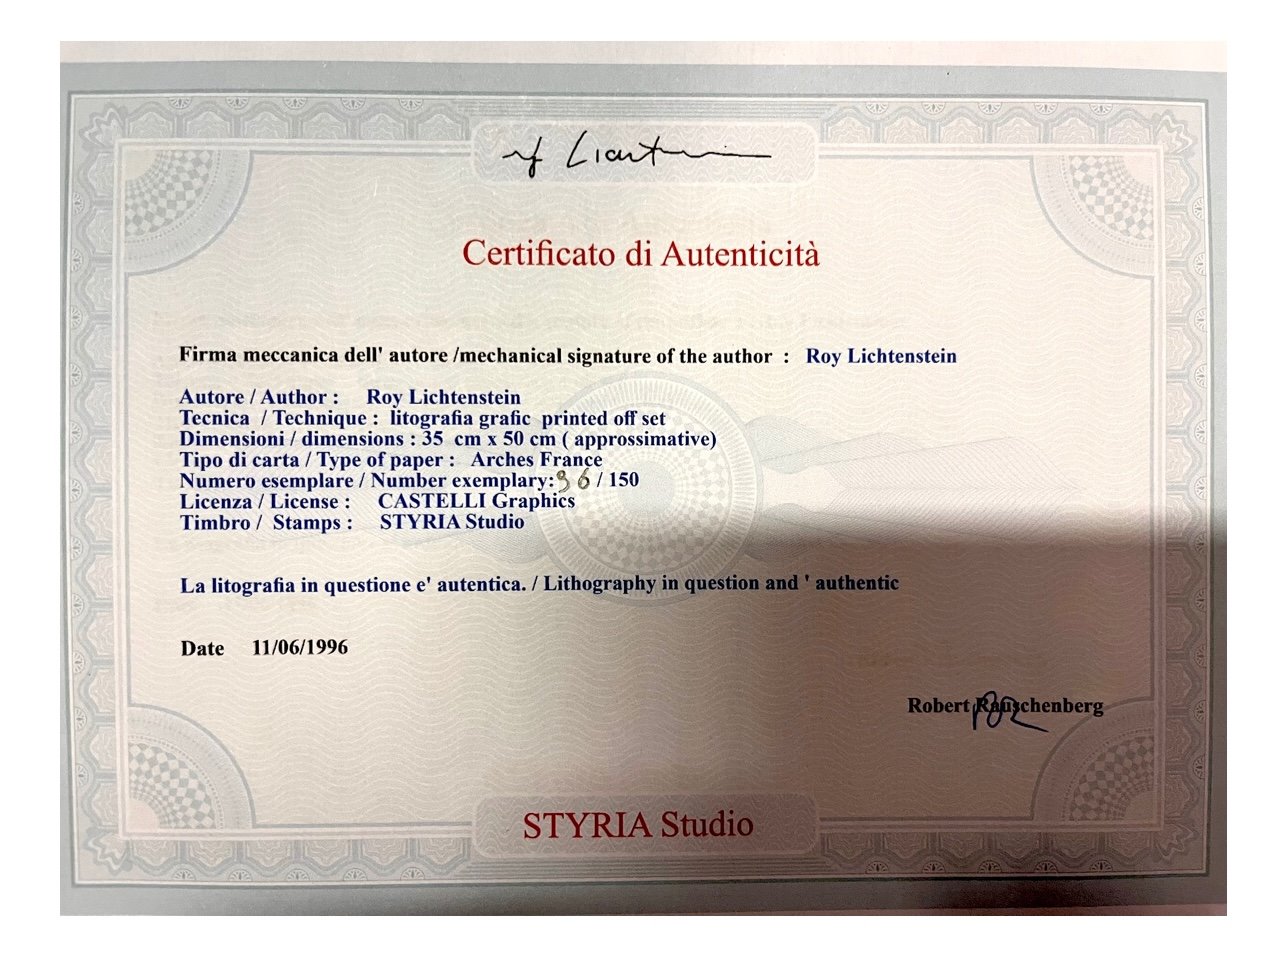 rf Lichtenstein
Certificato di Autenticità
Firma meccanica dell' autore /mechanical signature of the author : Roy Lichtenstein
Autore / Author : Roy Lichtenstein
Tecnica / Technique : litografia grafic printed off set
Dimensioni / dimensions : 35 cm x 50 cm ( approssimative)
Tipo di carta / Type of paper : Arches France
Numero esemplare / Number exemplary: 96 / 150
Licenza / License : CASTELLI Graphics
Timbro / Stamps : STYRIA Studio
La litografia in questione e' autentica. / Lithography in question and ' authentic
Date 11/06/1996
Robert Rauschenberg
STYRIA Studio